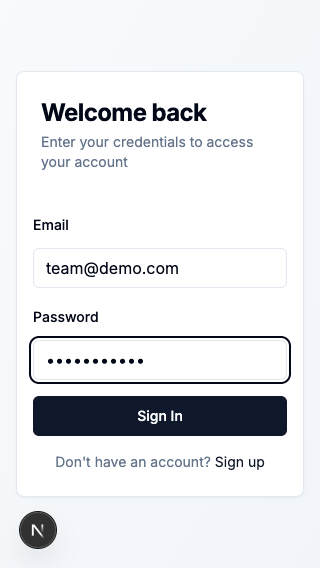 Welcome back
Enter your credentials to access
your account
Email
team@demo.com
Password
•••••••••••
Sign In
Don't have an account? Sign up
N